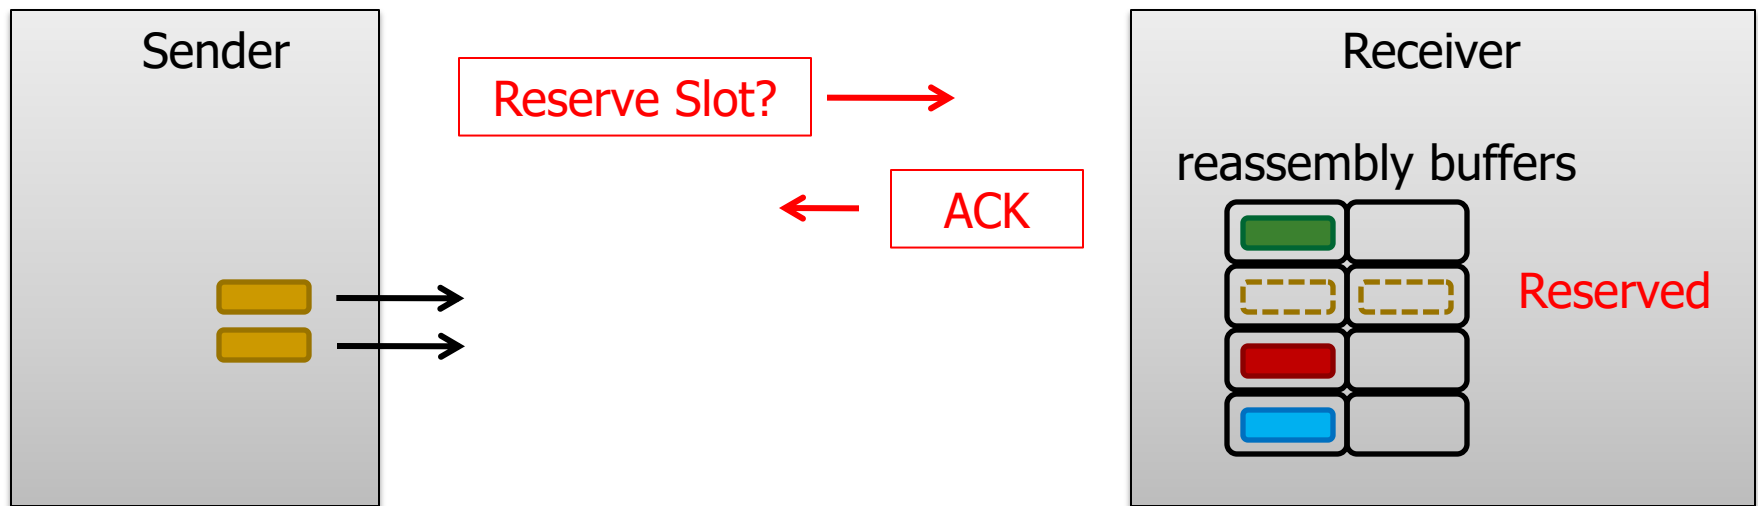 Sender
Reserve Slot?
ACK
Receiver
reassembly buffers
Reserved